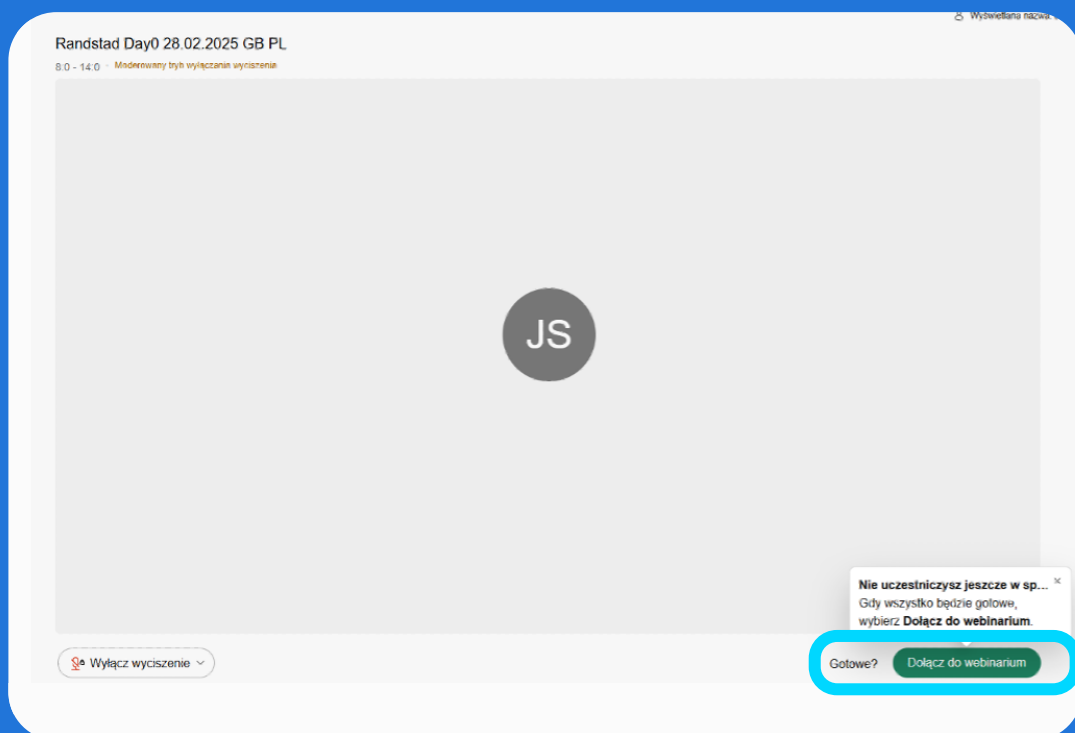 Wyświetlana nazwa:
Randstad Day0 28.02.2025 GB PL
8:0 - 14:0 · Moderowany tryb wyłączania wyciszenia
JS
Nie uczestniczysz jeszcze w sp... ×
Gdy wszystko będzie gotowe,
wybierz Dołącz do webinarium.
Wyłącz wyciszenie
Gotowe? Dołącz do webinarium